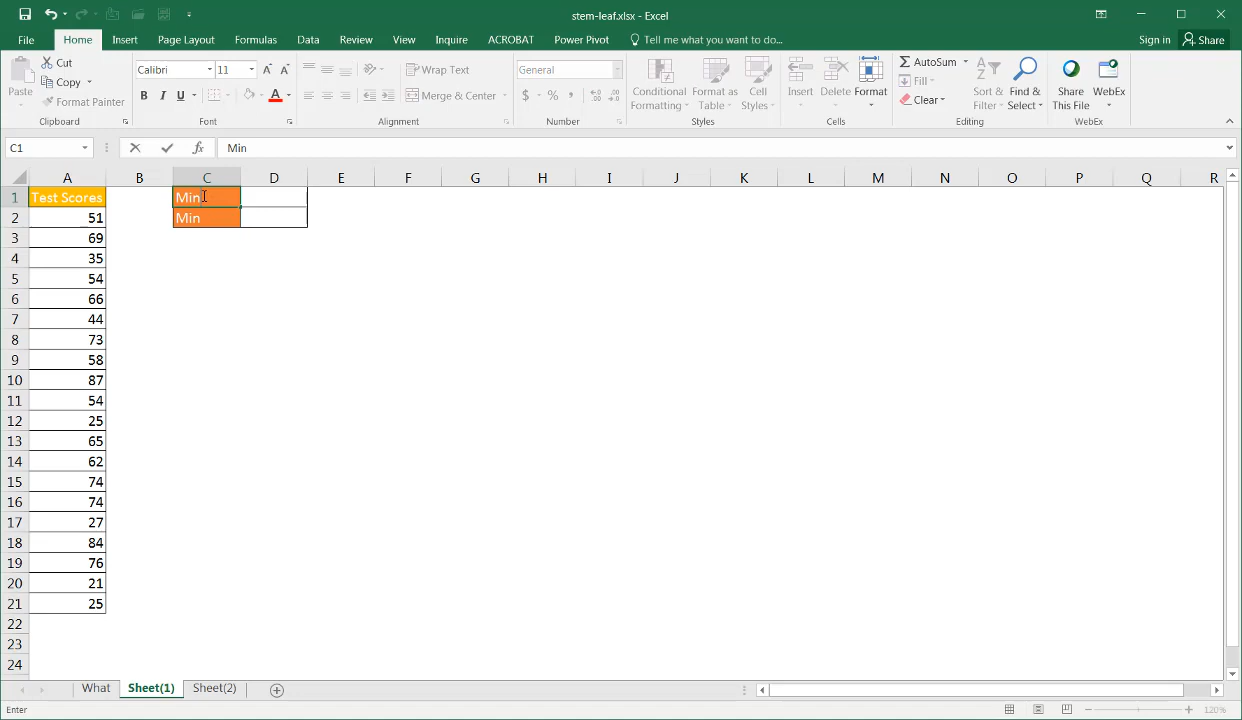 stem-leaf.xlsx - Excel
File Home Insert Page Layout Formulas Data Review View Inquire ACROBAT Power Pivot Tell me what you want to do... Sign in Share
Paste Cut Copy Format Painter
Clipboard
Calibri 11
B I U A
Font
Wrap Text
Merge & Center
Alignment
General
$ % ,
Number
Conditional Formatting Format as Table Cell Styles
Styles
Insert Delete Format
Cells
AutoSum Fill Clear Sort & Filter Find & Select
Editing
Share This File WebEx
WebEx
C1 fx Min
A B C D E F G H I J K L M N O P Q R
1 Test Scores Min
2 51 Min
3 69
4 35
5 54
6 66
7 44
8 73
9 58
10 87
11 54
12 25
13 65
14 62
15 74
16 74
17 27
18 84
19 76
20 21
21 25
22
23
24
What Sheet(1) Sheet(2)
Enter 120%